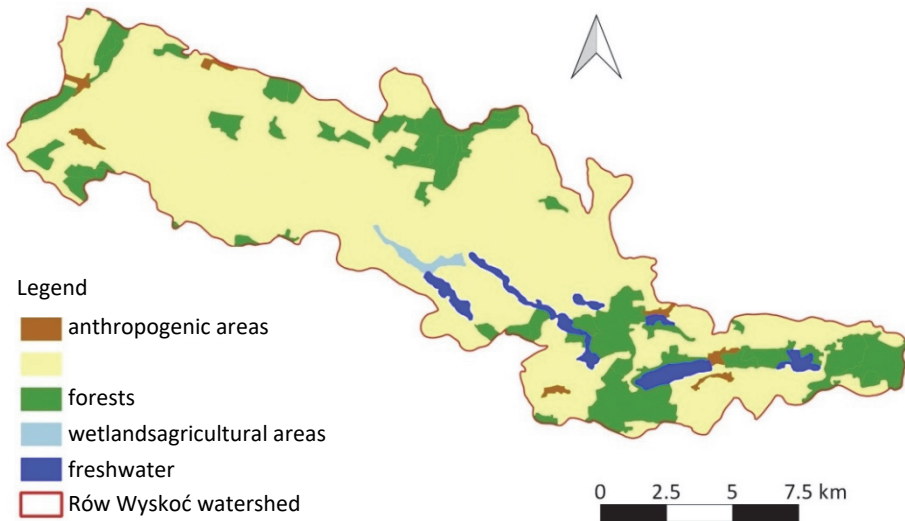 Legend
anthropogenic areas
forests
wetlandsagricultural areas
freshwater
Rów Wyskoć watershed
0 2.5 5 7.5 km